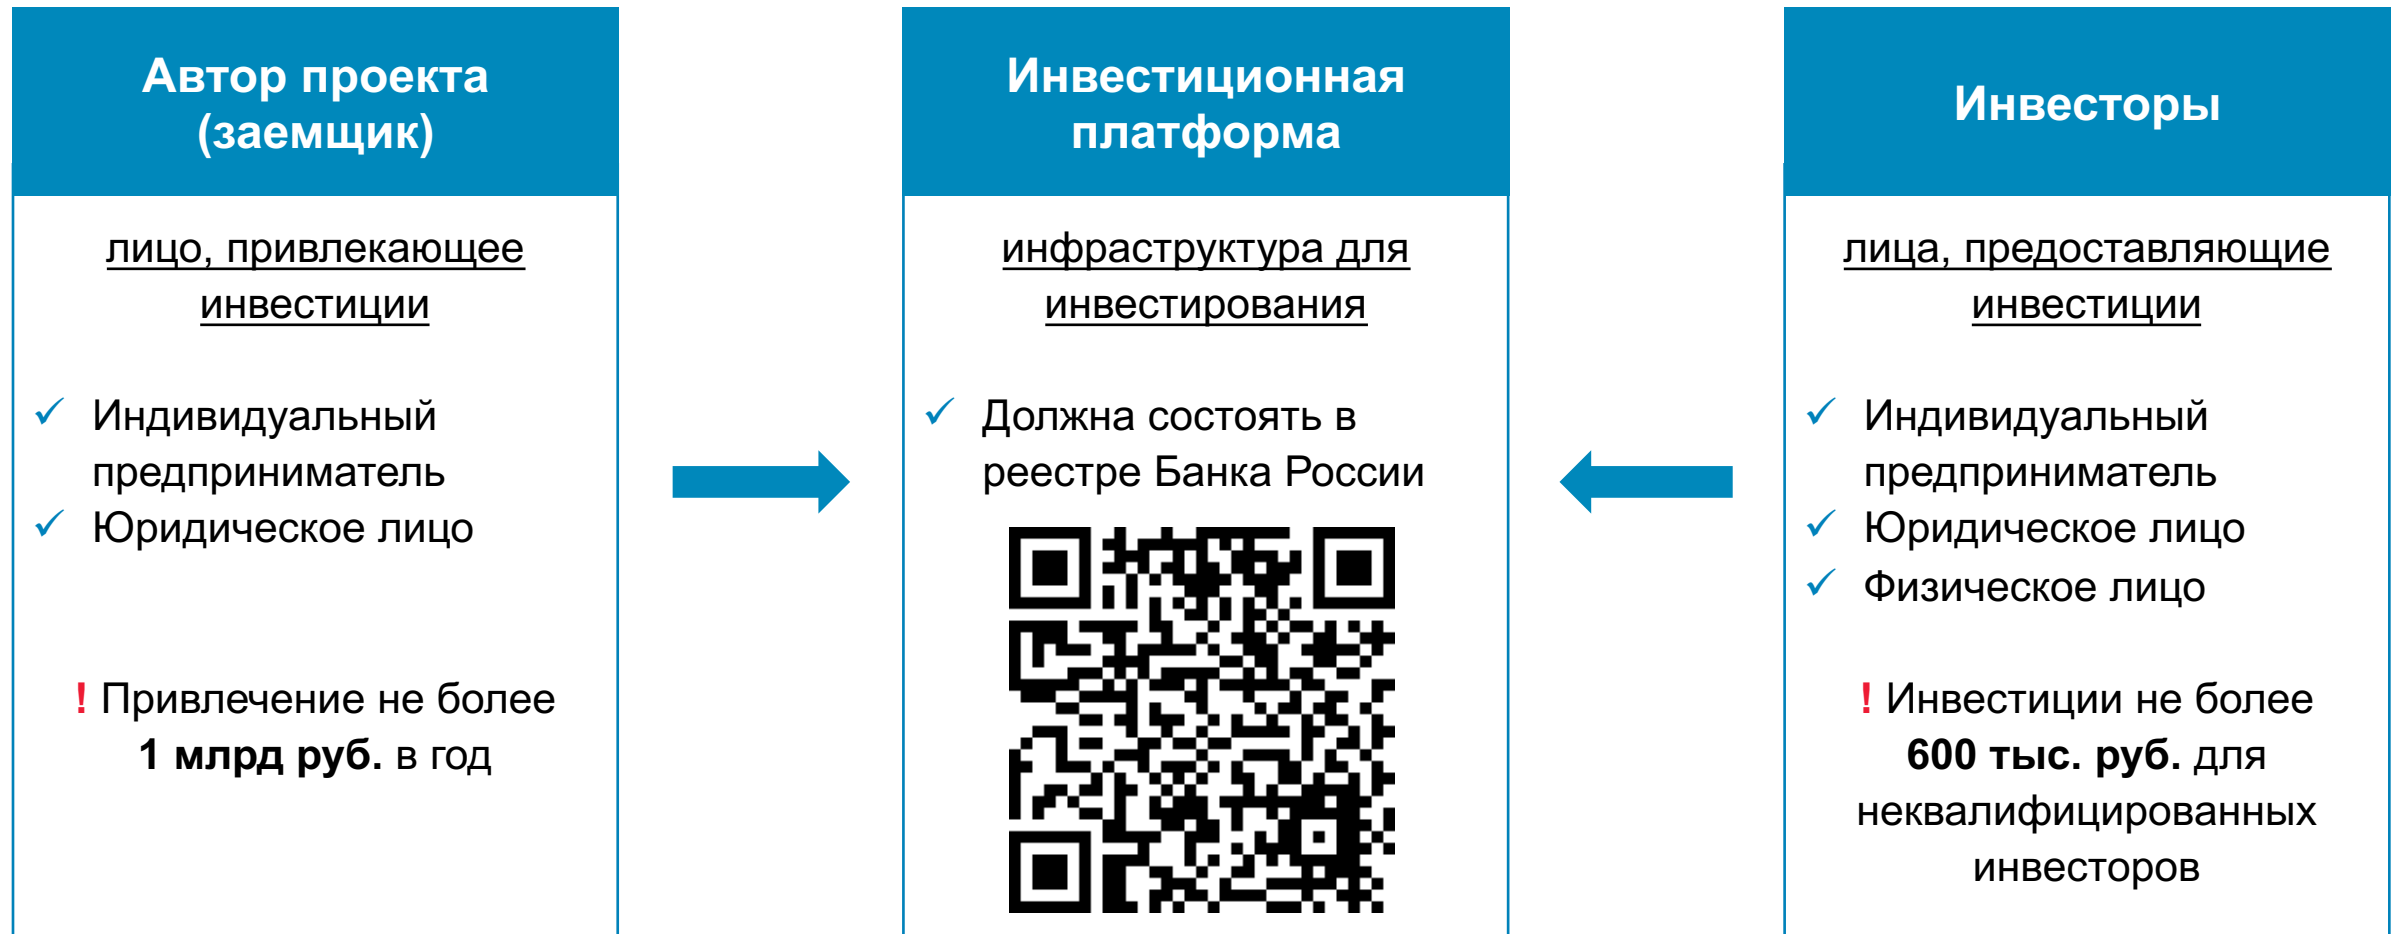 Автор проекта
(заемщик)
лицо, привлекающее
инвестиции
Индивидуальный
предприниматель
Юридическое лицо
! Привлечение не более
1 млрд руб. в год
Инвестиционная
платформа
инфраструктура для
инвестирования
Должна состоять в
реестре Банка России
Инвесторы
лица, предоставляющие
инвестиции
Индивидуальный
предприниматель
Юридическое лицо
Физическое лицо
! Инвестиции не более
600 тыс. руб. для
неквалифицированных
инвесторов